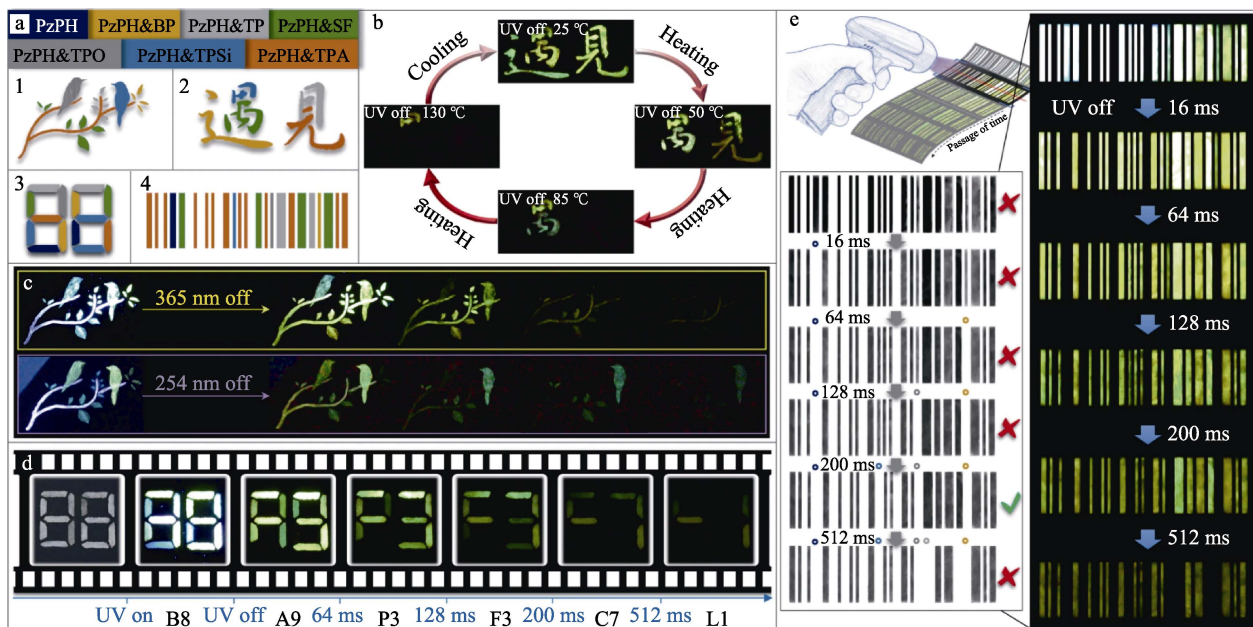 a PzPH PzPH&BP PzPH&TP PzPH&SF
PzPH&TPO PzPH&TPSi PzPH&TPA
1
2
遇見
3
4
b
UV off 25 ℃
遇見
Cooling
Heating
UV off 130 ℃
UV off 50 ℃
Heating
Heating
UV off 85 ℃
c
365 nm off
254 nm off
d
88
UV on B8 UV off A9 64 ms P3 128 ms F3 200 ms C7 512 ms L1
e
Passage of time
16 ms
64 ms
128 ms
200 ms
512 ms
UV off 16 ms
64 ms
128 ms
200 ms
512 ms